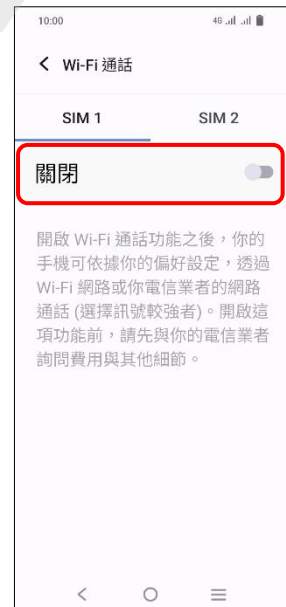 10:00
4G
Wi-Fi 通話
SIM 1
SIM 2
關閉
開啟 Wi-Fi 通話功能之後，你的
手機可依據你的偏好設定，透過
Wi-Fi 網路或你電信業者的網路
通話 (選擇訊號較強者)。開啟這
項功能前，請先與你的電信業者
詢問費用與其他細節。